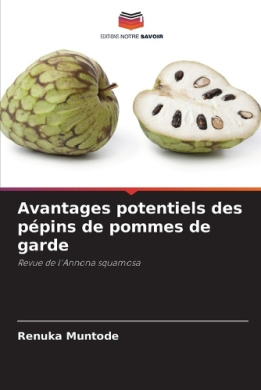 EDITIONS NOTRE SAVOIR
Avantages potentiels des
pépins de pommes de
garde
Revue de l'Annona squamosa
Renuka Muntode